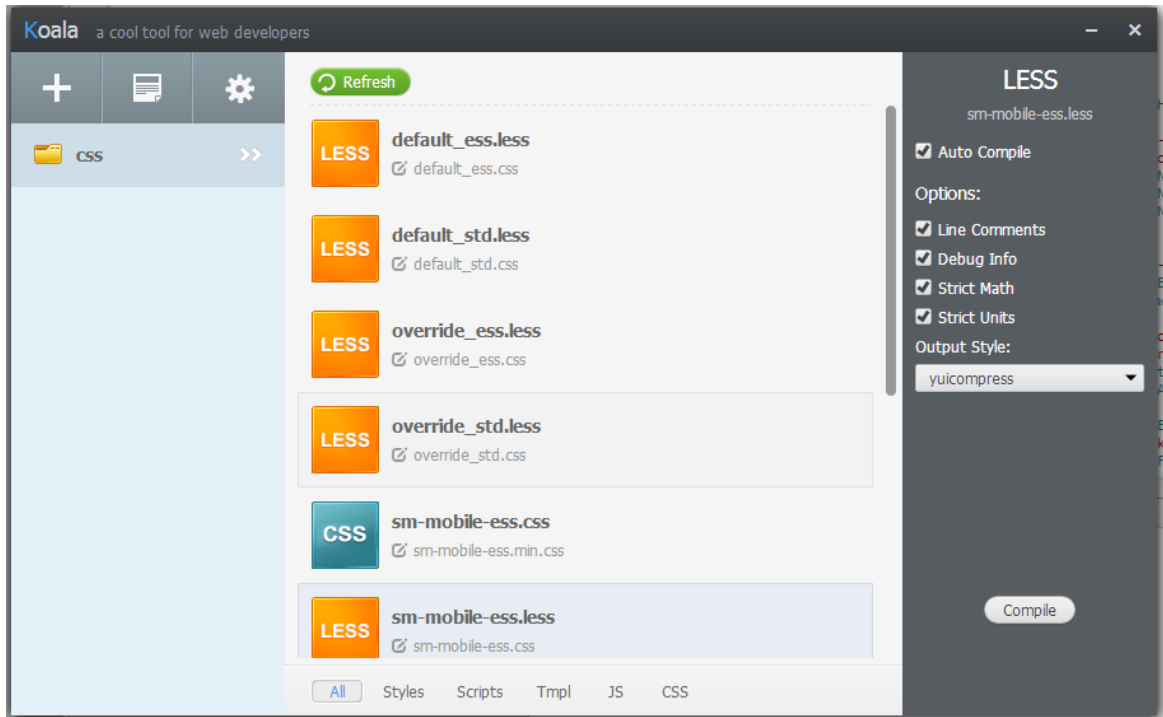 Koala a cool tool for web developers
css
Refresh
LESS
default_ess.less
default_ess.css
LESS
default_std.less
default_std.css
LESS
override_ess.less
override_ess.css
LESS
override_std.less
override_std.css
CSS
sm-mobile-ess.css
sm-mobile-ess.min.css
LESS
sm-mobile-ess.less
sm-mobile-ess.css
All Styles Scripts Tmpl JS CSS
LESS
sm-mobile-ess.less
Auto Compile
Options:
Line Comments
Debug Info
Strict Math
Strict Units
Output Style:
yuicompress
Compile